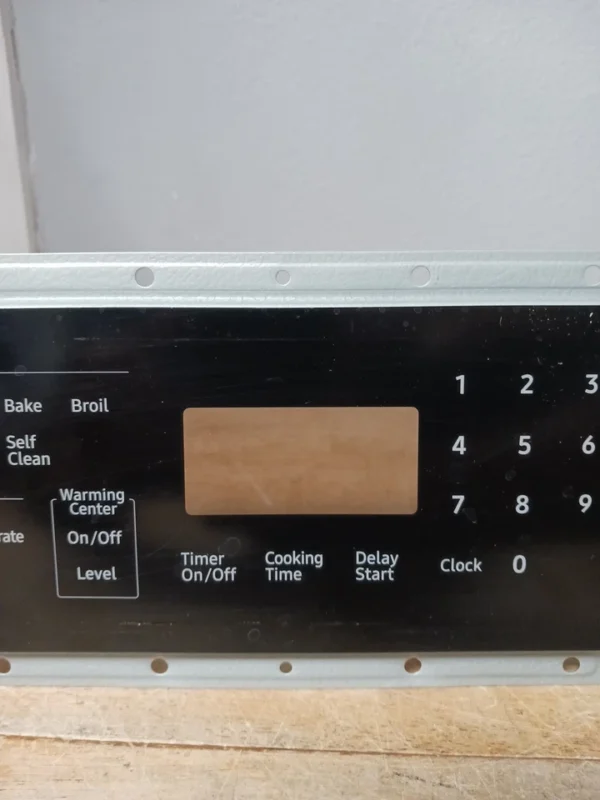 Bake Broil
Self
Clean
Warming
Center
On/Off
Level
rate
Timer
On/Off
Cooking
Time
Delay
Start
1 2 3
4 5 6
7 8 9
Clock 0